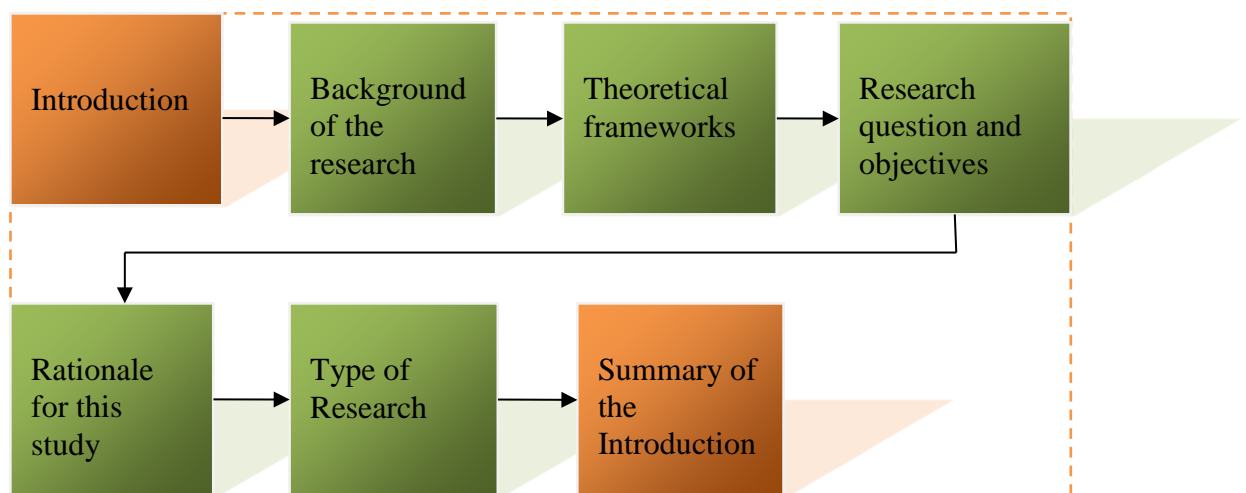 Introduction
Background
of the
research
Theoretical
frameworks
Research
question and
objectives
Rationale
for this
study
Type of
Research
Summary of
the
Introduction